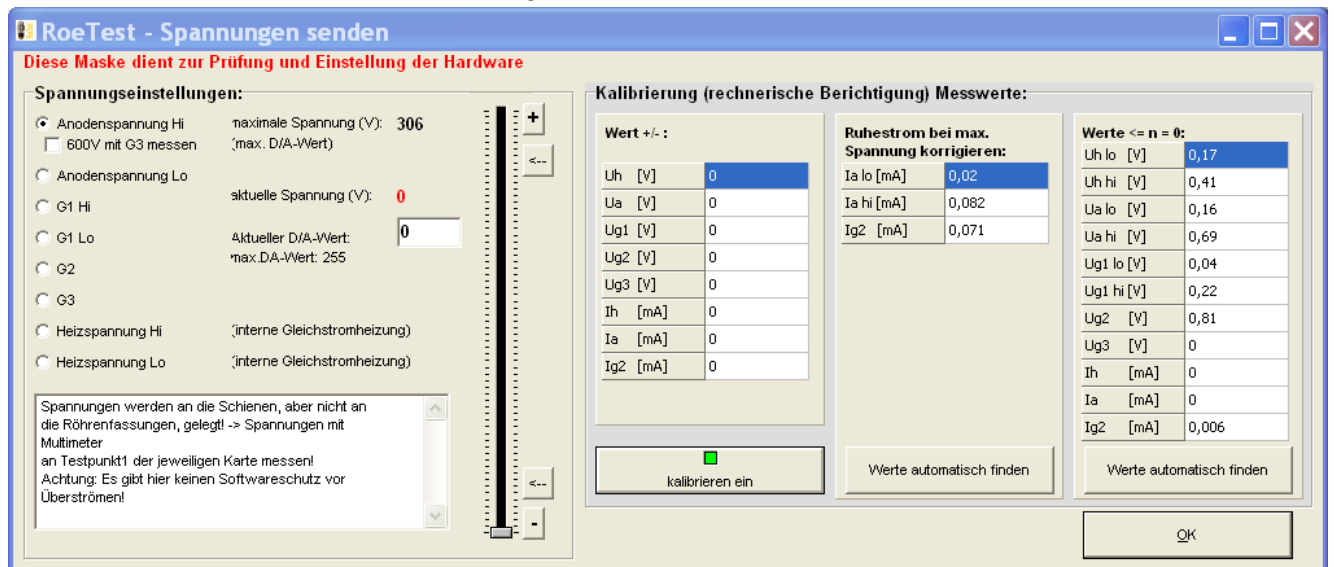 RoeTest - Spannungen senden
Diese Maske dient zur Prüfung und Einstellung der Hardware
Spannungseinstellungen:
Anodenspannung Hi
maximale Spannung (V): 306
600V mit G3 messen
(max. D/A-Wert)
Anodenspannung Lo
aktuelle Spannung (V): 0
G1 Hi
G1 Lo
Aktueller D/A-Wert: 0
max.DA-Wert: 255
G2
G3
Heizspannung Hi
(interne Gleichstromheizung)
Heizspannung Lo
(interne Gleichstromheizung)
Spannungen werden an die Schienen, aber nicht an
die Röhrenfassungen, gelegt! -> Spannungen mit
Multimeter
an Testpunkt1 der jeweiligen Karte messen!
Achtung: Es gibt hier keinen Softwareschutz vor
Überströmen!
+
<--
<--
-
Kalibrierung (rechnerische Berichtigung) Messwerte:
Wert +/- :
Uh [V] 0
Ua [V] 0
Ug1 [V] 0
Ug2 [V] 0
Ug3 [V] 0
Ih [mA] 0
Ia [mA] 0
Ig2 [mA] 0
kalibrieren ein
Ruhestrom bei max.
Spannung korrigieren:
Ia lo [mA] 0,02
Ia hi [mA] 0,082
Ig2 [mA] 0,071
Werte automatisch finden
Werte <= n = 0:
Uh lo [V] 0,17
Uh hi [V] 0,41
Ua lo [V] 0,16
Ua hi [V] 0,69
Ug1 lo [V] 0,04
Ug1 hi [V] 0,22
Ug2 [V] 0,81
Ug3 [V] 0
Ih [mA] 0
Ia [mA] 0
Ig2 [mA] 0,006
Werte automatisch finden
OK